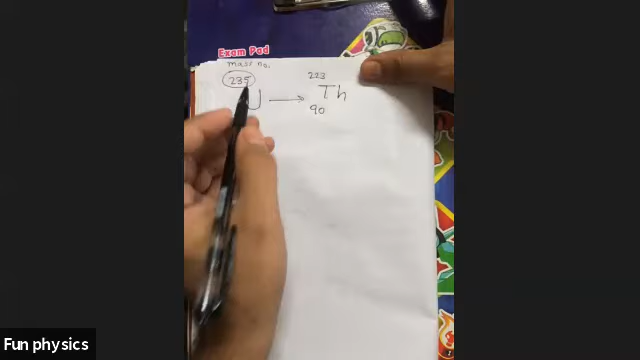 Exam Pad
mass no.
235 U → 223 Th
90
Fun physics